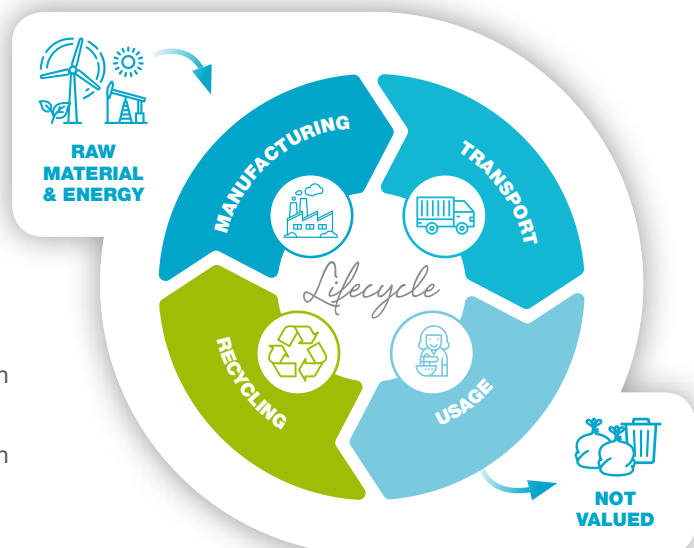 RAW
MATERIAL
& ENERGY
MANUFACTURING
TRANSPORT
Lifecycle
RECYCLING
USAGE
n
n
NOT
VALUED